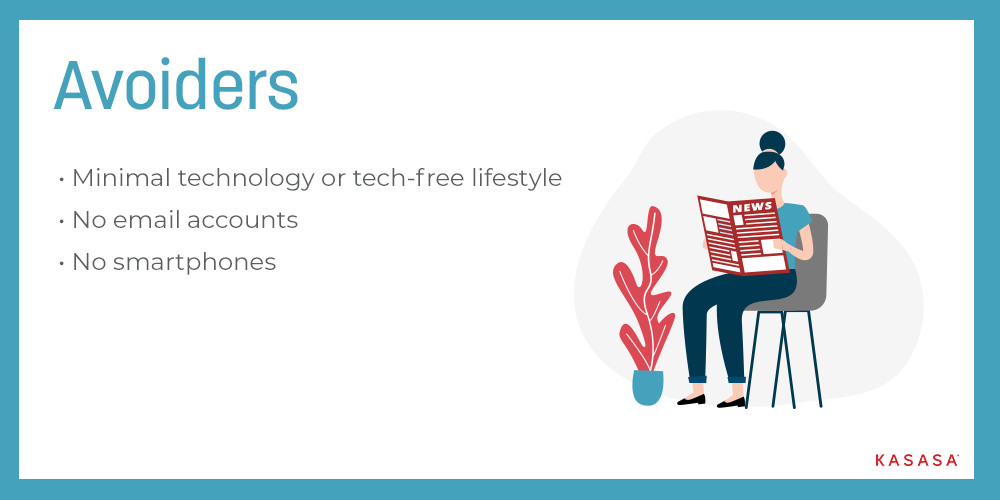 Avoiders
• Minimal technology or tech-free lifestyle
• No email accounts
• No smartphones
NEWS
KASASA